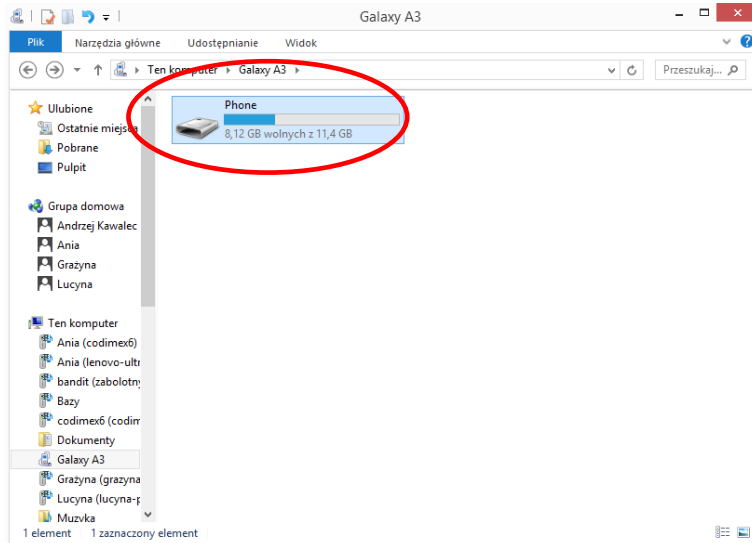 Galaxy A3
Plik Narzędzia główne Udostępnianie Widok
Ten komputer Galaxy A3 Przeszukaj...
Ulubione
Ostatnie miejsca
Pobrane
Pulpit
Grupa domowa
Andrzej Kawalec
Ania
Grażyna
Lucyna
Ten komputer
Ania (codimex6)
Ania (lenovo-ultr
bandit (zabolotny
Bazy
codimex6 (codim
Dokumenty
Galaxy A3
Grażyna (grazyna
Lucyna (lucyna-p
Muzyka
Phone
8,12 GB wolnych z 11,4 GB
1 element 1 zaznaczony element